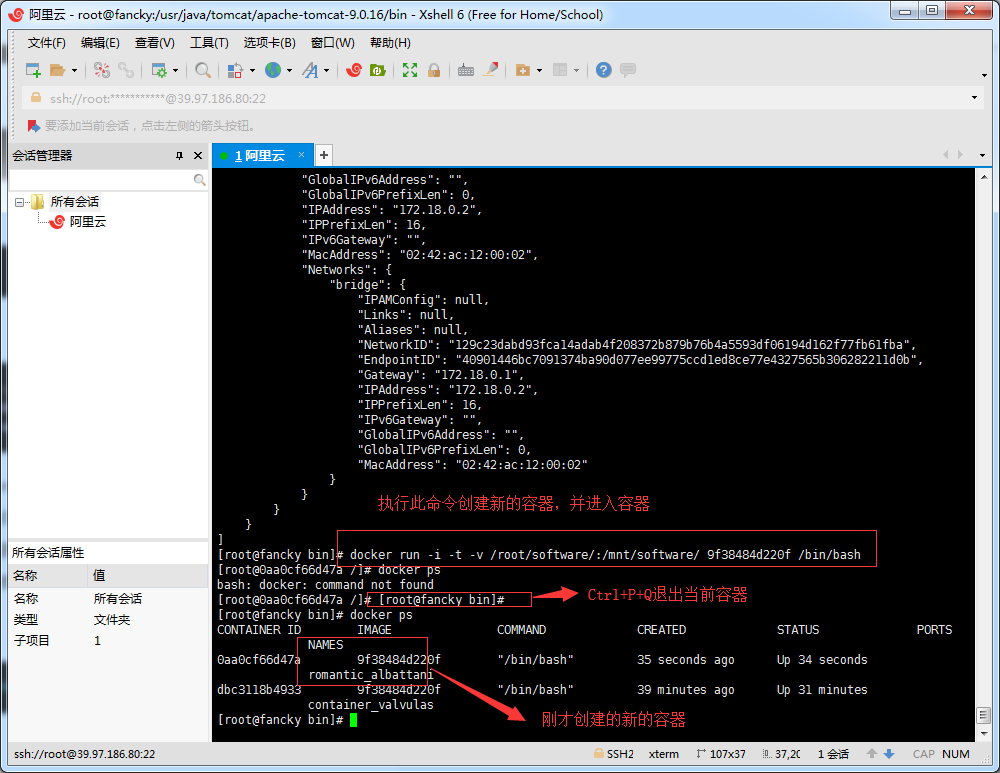 阿里云 - root@fancky:/usr/java/tomcat/apache-tomcat-9.0.16/bin - Xshell 6 (Free for Home/School)
文件(F) 编辑(E) 查看(V) 工具(T) 选项卡(B) 窗口(W) 帮助(H)
ssh://root:***********@39.97.186.80:22
要添加当前会话，点击左侧的箭头按钮。
会话管理器
所有会话
阿里云
所有会话属性
名称 值
名称 所有会话
类型 文件夹
子项目 1
1 阿里云 × +
"GlobalIPv6Address": "",
"GlobalIPv6PrefixLen": 0,
"IPAddress": "172.18.0.2",
"IPPrefixLen": 16,
"IPv6Gateway": "",
"MacAddress": "02:42:ac:12:00:02",
"Networks": {
"bridge": {
"IPAMConfig": null,
"Links": null,
"Aliases": null,
"NetworkID": "129c23dabd93fca14adab4f208372b879b76b4a5593df06194d162f77fb61fba",
"EndpointID": "40901446bc7091374ba90d077ee99775ccd1ed8ce77e4327565b306282211d0b",
"Gateway": "172.18.0.1",
"IPAddress": "172.18.0.2",
"IPPrefixLen": 16,
"IPv6Gateway": "",
"GlobalIPv6Address": "",
"GlobalIPv6PrefixLen": 0,
"MacAddress": "02:42:ac:12:00:02"
}
}
执行此命令创建新的容器，并进入容器
}
}
]
[root@fancky bin]# docker run -i -t -v /root/software/:/mnt/software/ 9f38484d220f /bin/bash
[root@0aa0cf66d47a /]# docker ps
bash: docker: command not found
[root@0aa0cf66d47a /]# [root@fancky bin]# Ctrl+P+Q退出当前容器
[root@fancky bin]# docker ps
CONTAINER ID IMAGE COMMAND CREATED STATUS PORTS
NAMES
0aa0cf66d47a 9f38484d220f "/bin/bash" 35 seconds ago Up 34 seconds
romantic_albattani
dbc3118b4933 9f38484d220f "/bin/bash" 39 minutes ago Up 31 minutes
container_valvulas
[root@fancky bin]# 刚才创建的新的容器
ssh://root@39.97.186.80:22 SSH2 xterm 107x37 37,20 1 会话 CAP NUM